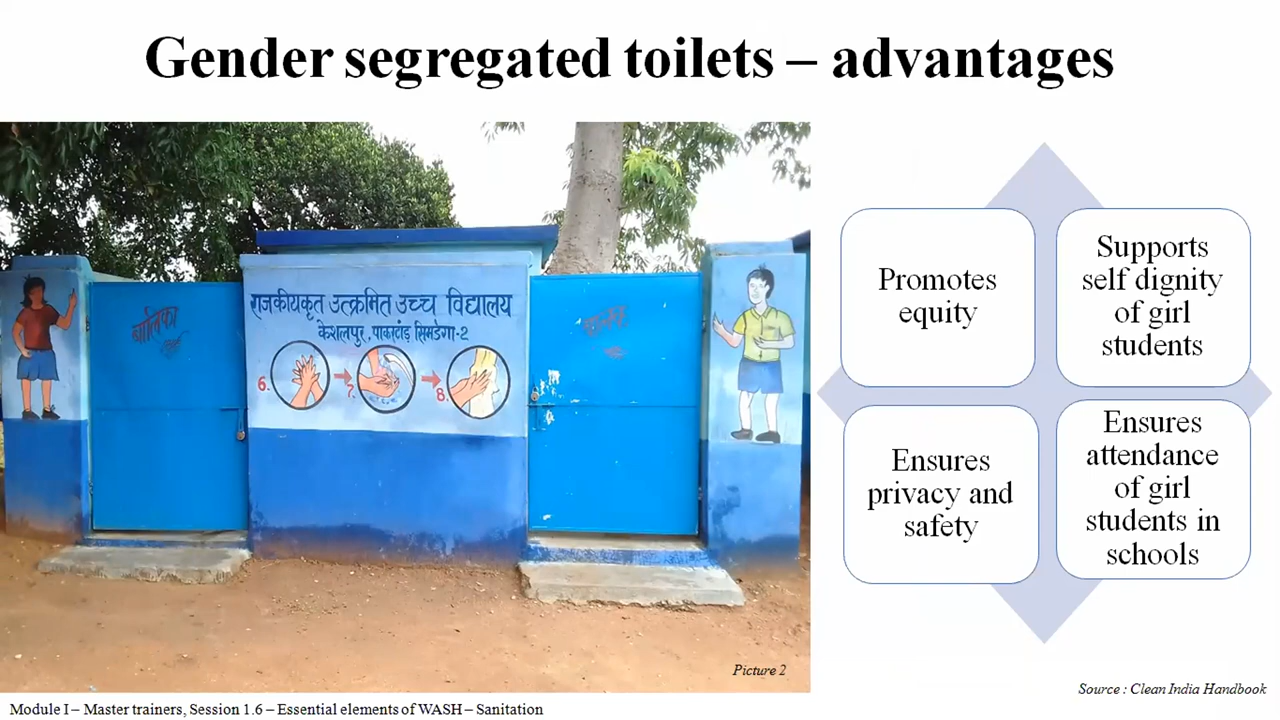 Gender segregated toilets – advantages
बालिका
राजकीयकृत उत्क्रमित उच्च विद्यालय
केशलपुर, पाकरटांड़ सिमडेगा-2
6.
7.
8.
बालक
Picture 2
Promotes
equity
Supports
self dignity
of girl
students
Ensures
privacy and
safety
Ensures
attendance
of girl
students in
schools
Source : Clean India Handbook
Module I – Master trainers, Session 1.6 – Essential elements of WASH – Sanitation